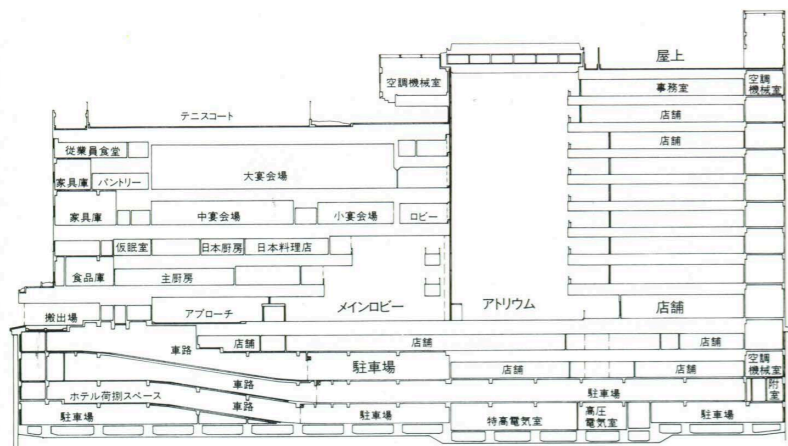 屋上
空調機械室
事務室
空調
機械室
テニスコート
店舗
従業員食堂
店舗
大宴会場
家具庫
パントリー
家具庫
中宴会場
小宴会場
ロビー
仮眠室
日本厨房
日本料理店
食品庫
主厨房
搬出場
アプローチ
メインロビー
アトリウム
店舗
車路
店舗
店舗
店舗
駐車場
店舗
店舗
空調
機械室
車路
ホテル荷捌スペース
駐車場
附
室
駐車場
車路
駐車場
特高電気室
高圧
電気室
駐車場